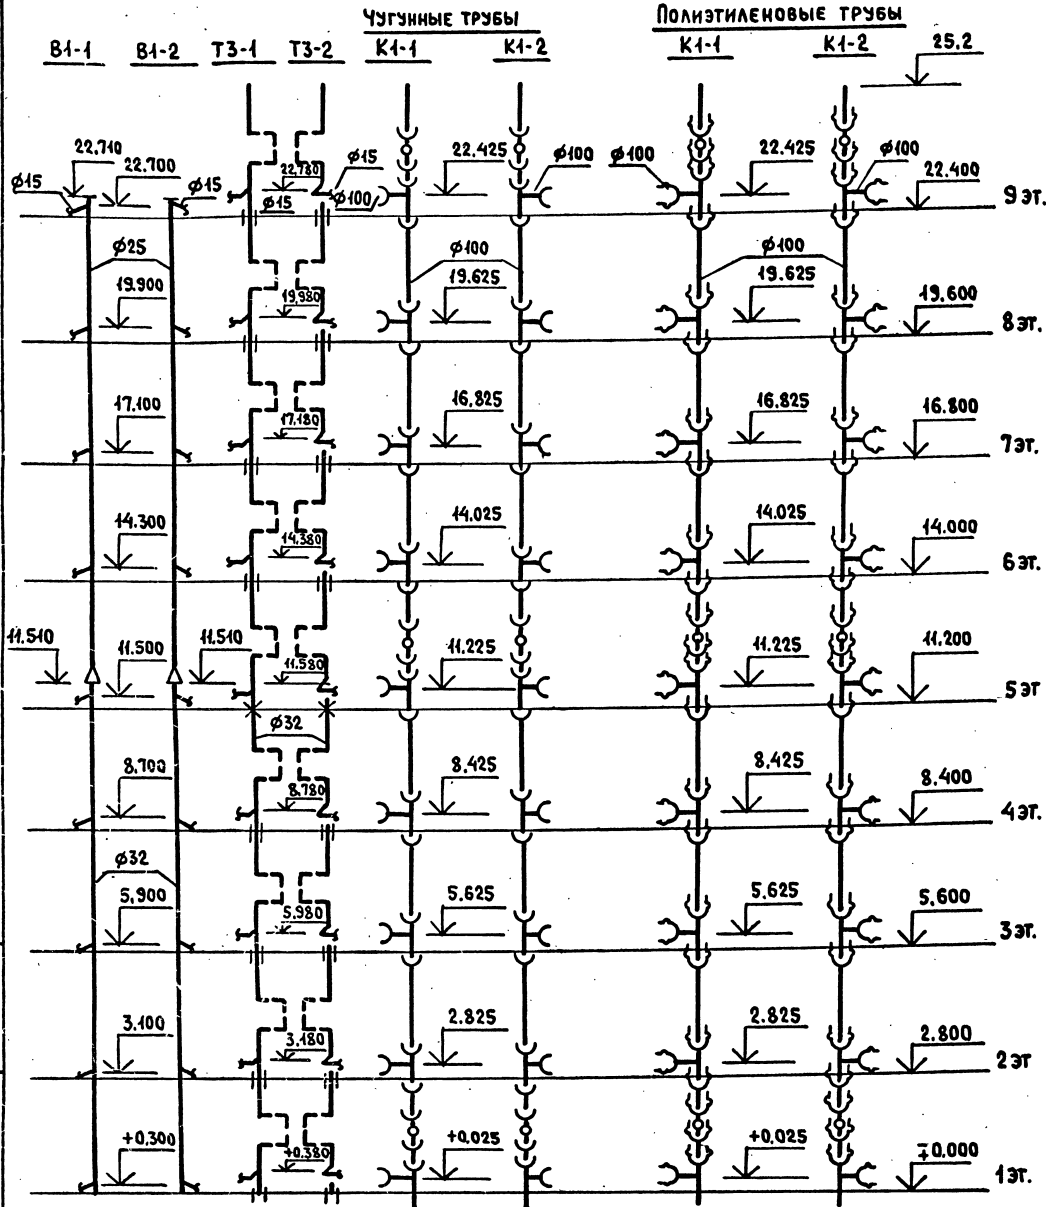 Чугунные трубы
Полиэтиленовые трубы
В1-1 В1-2 Т3-1 Т3-2 К1-1 К1-2 К1-1 К1-2 25.2
22.710 22.700 22.780 ø15 22.425 ø100 ø100 22.425 ø100 22.400
ø15 ø15 ø15 ø100 9 эт.
ø25 ø100 ø100
19.900 19.980 19.625 19.625 19.600 8 эт.
17.100 17.180 16.825 16.825 16.800 7 эт.
14.300 14.380 14.025 14.025 14.000 6 эт.
11.510 11.500 11.510 11.580 11.225 11.225 11.200 5 эт
ø32
8.700 8.780 8.425 8.425 8.400 4 эт.
ø32
5.900 5.980 5.625 5.625 5.600 3 эт.
3.100 3.180 2.825 2.825 2.800 2 эт
+0.300 +0.380 +0.025 +0.025 ∓0.000 1 эт.